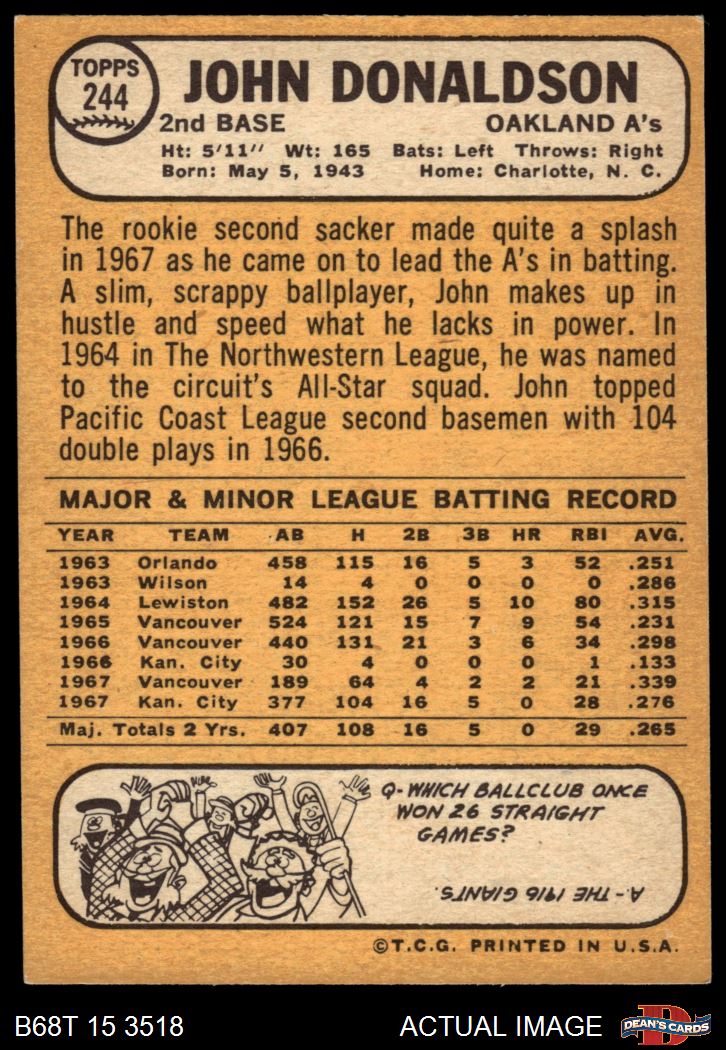 TOPPS
244
JOHN DONALDSON
2nd BASE OAKLAND A's
Ht: 5'11" Wt: 165 Bats: Left Throws: Right
Born: May 5, 1943 Home: Charlotte, N. C.
The rookie second sacker made quite a splash
in 1967 as he came on to lead the A's in batting.
A slim, scrappy ballplayer, John makes up in
hustle and speed what he lacks in power. In
1964 in The Northwestern League, he was named
to the circuit's All-Star squad. John topped
Pacific Coast League second basemen with 104
double plays in 1966.
MAJOR & MINOR LEAGUE BATTING RECORD
YEAR TEAM AB H 2B 3B HR RBI AVG.
1963 Orlando 458 115 16 5 3 52 .251
1963 Wilson 14 4 0 0 0 0 .286
1964 Lewiston 482 152 26 5 10 80 .315
1965 Vancouver 524 121 15 7 9 54 .231
1966 Vancouver 440 131 21 3 6 34 .298
1966 Kan. City 30 4 0 0 0 1 .133
1967 Vancouver 189 64 4 2 2 21 .339
1967 Kan. City 377 104 16 5 0 28 .276
Maj. Totals 2 Yrs. 407 108 16 5 0 29 .265
Q-WHICH BALLCLUB ONCE
WON 26 STRAIGHT
GAMES?
A-THE 1916 GIANTS.
©T.C.G. PRINTED IN U.S.A.
B68T 15 3518 ACTUAL IMAGE
D
DEAN'S CARDS